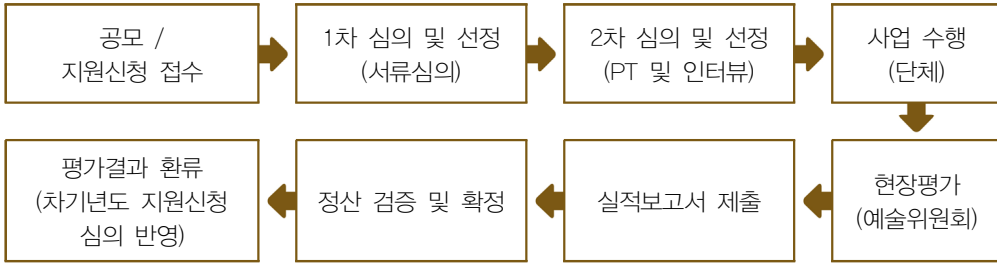 공모 /
지원신청 접수
1차 심의 및 선정
(서류심의)
2차 심의 및 선정
(PT 및 인터뷰)
사업 수행
(단체)
현장평가
(예술위원회)
실적보고서 제출
정산 검증 및 확정
평가결과 환류
(차기년도 지원신청
심의 반영)